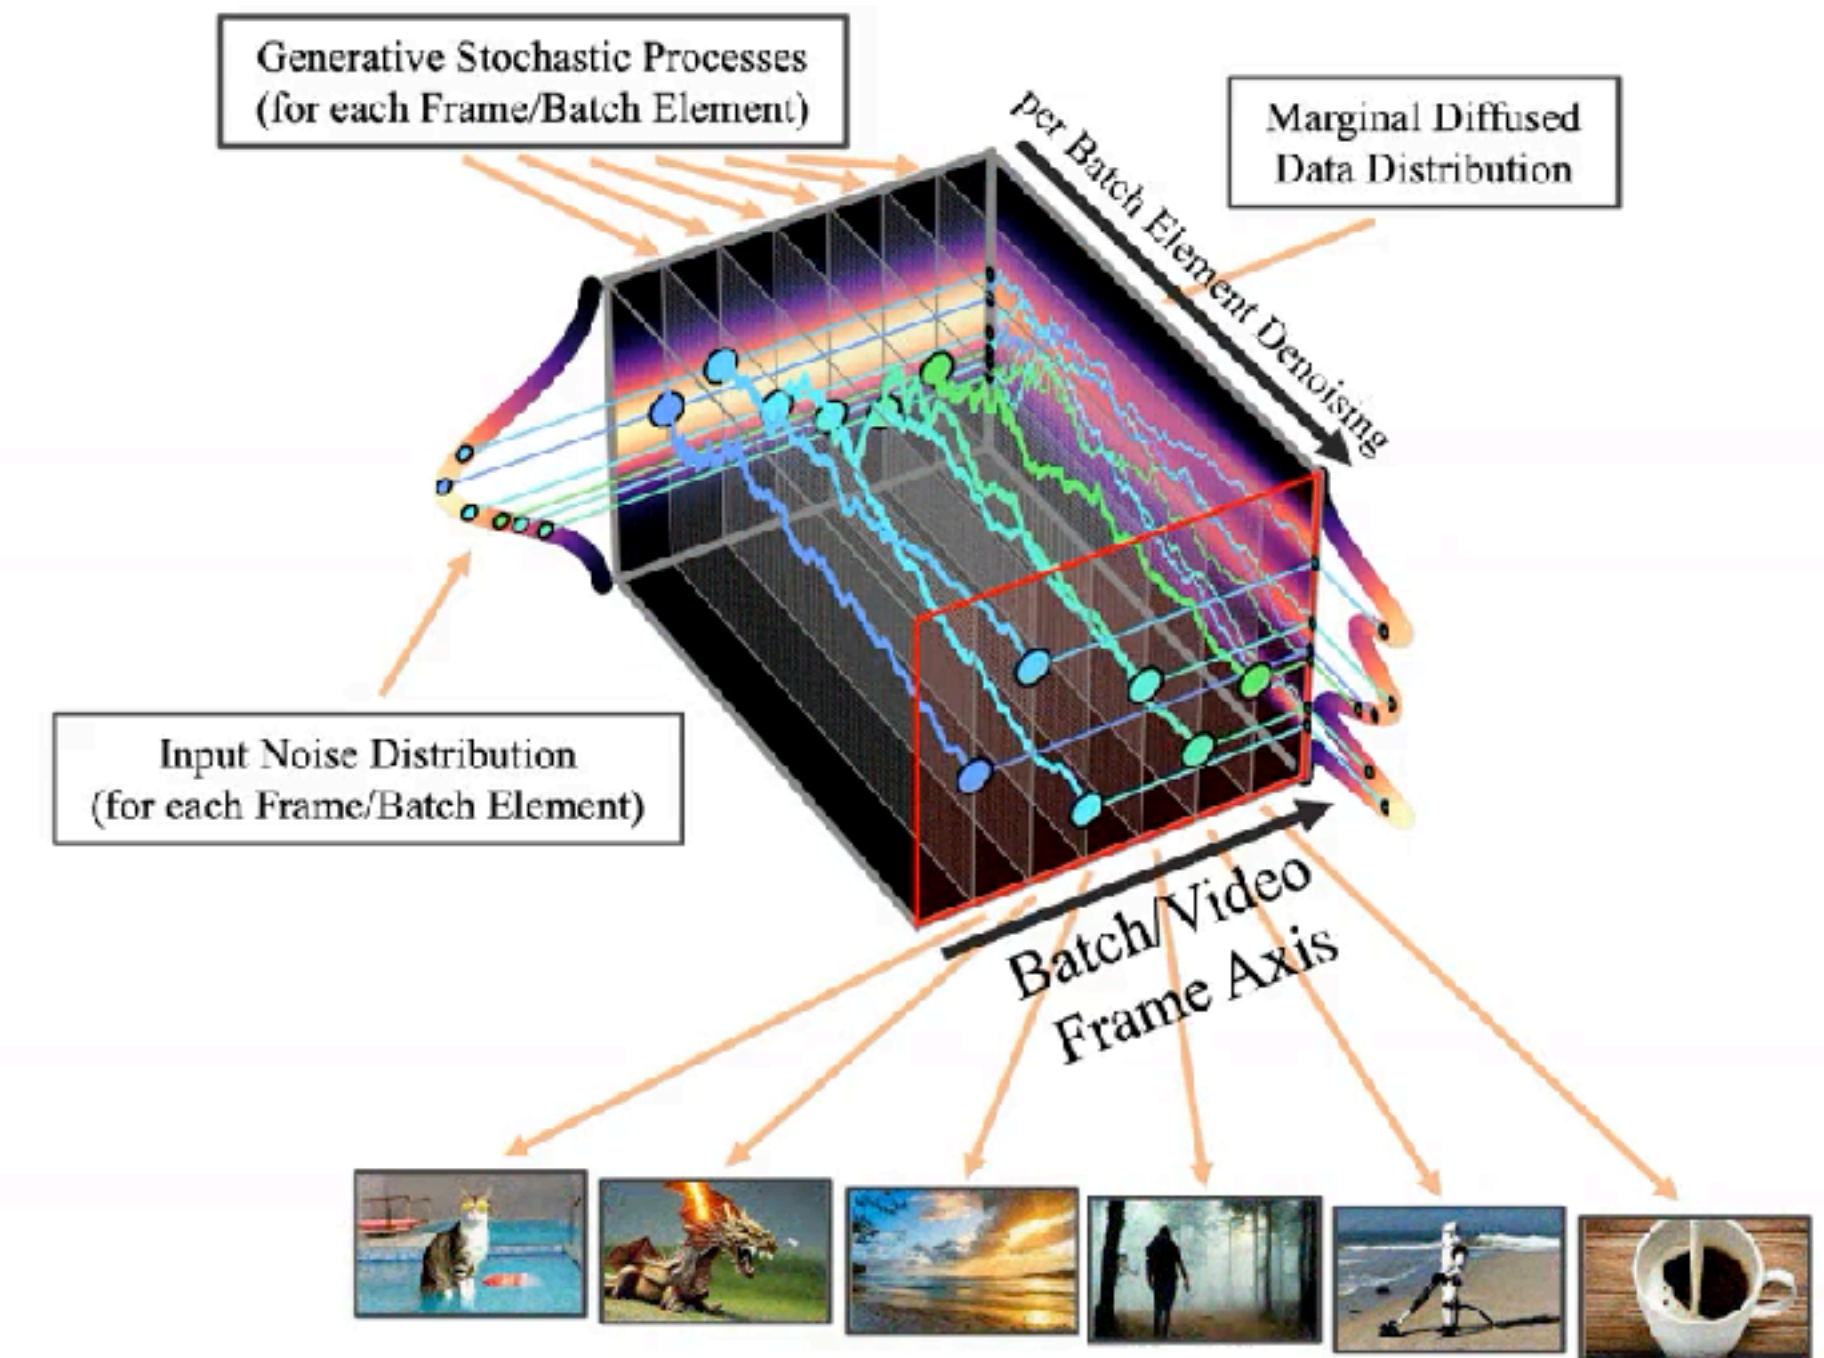 Generative Stochastic Processes
(for each Frame/Batch Element)
Marginal Diffused
Data Distribution
per Batch Element Denoising
Input Noise Distribution
(for each Frame/Batch Element)
Batch/Video
Frame Axis